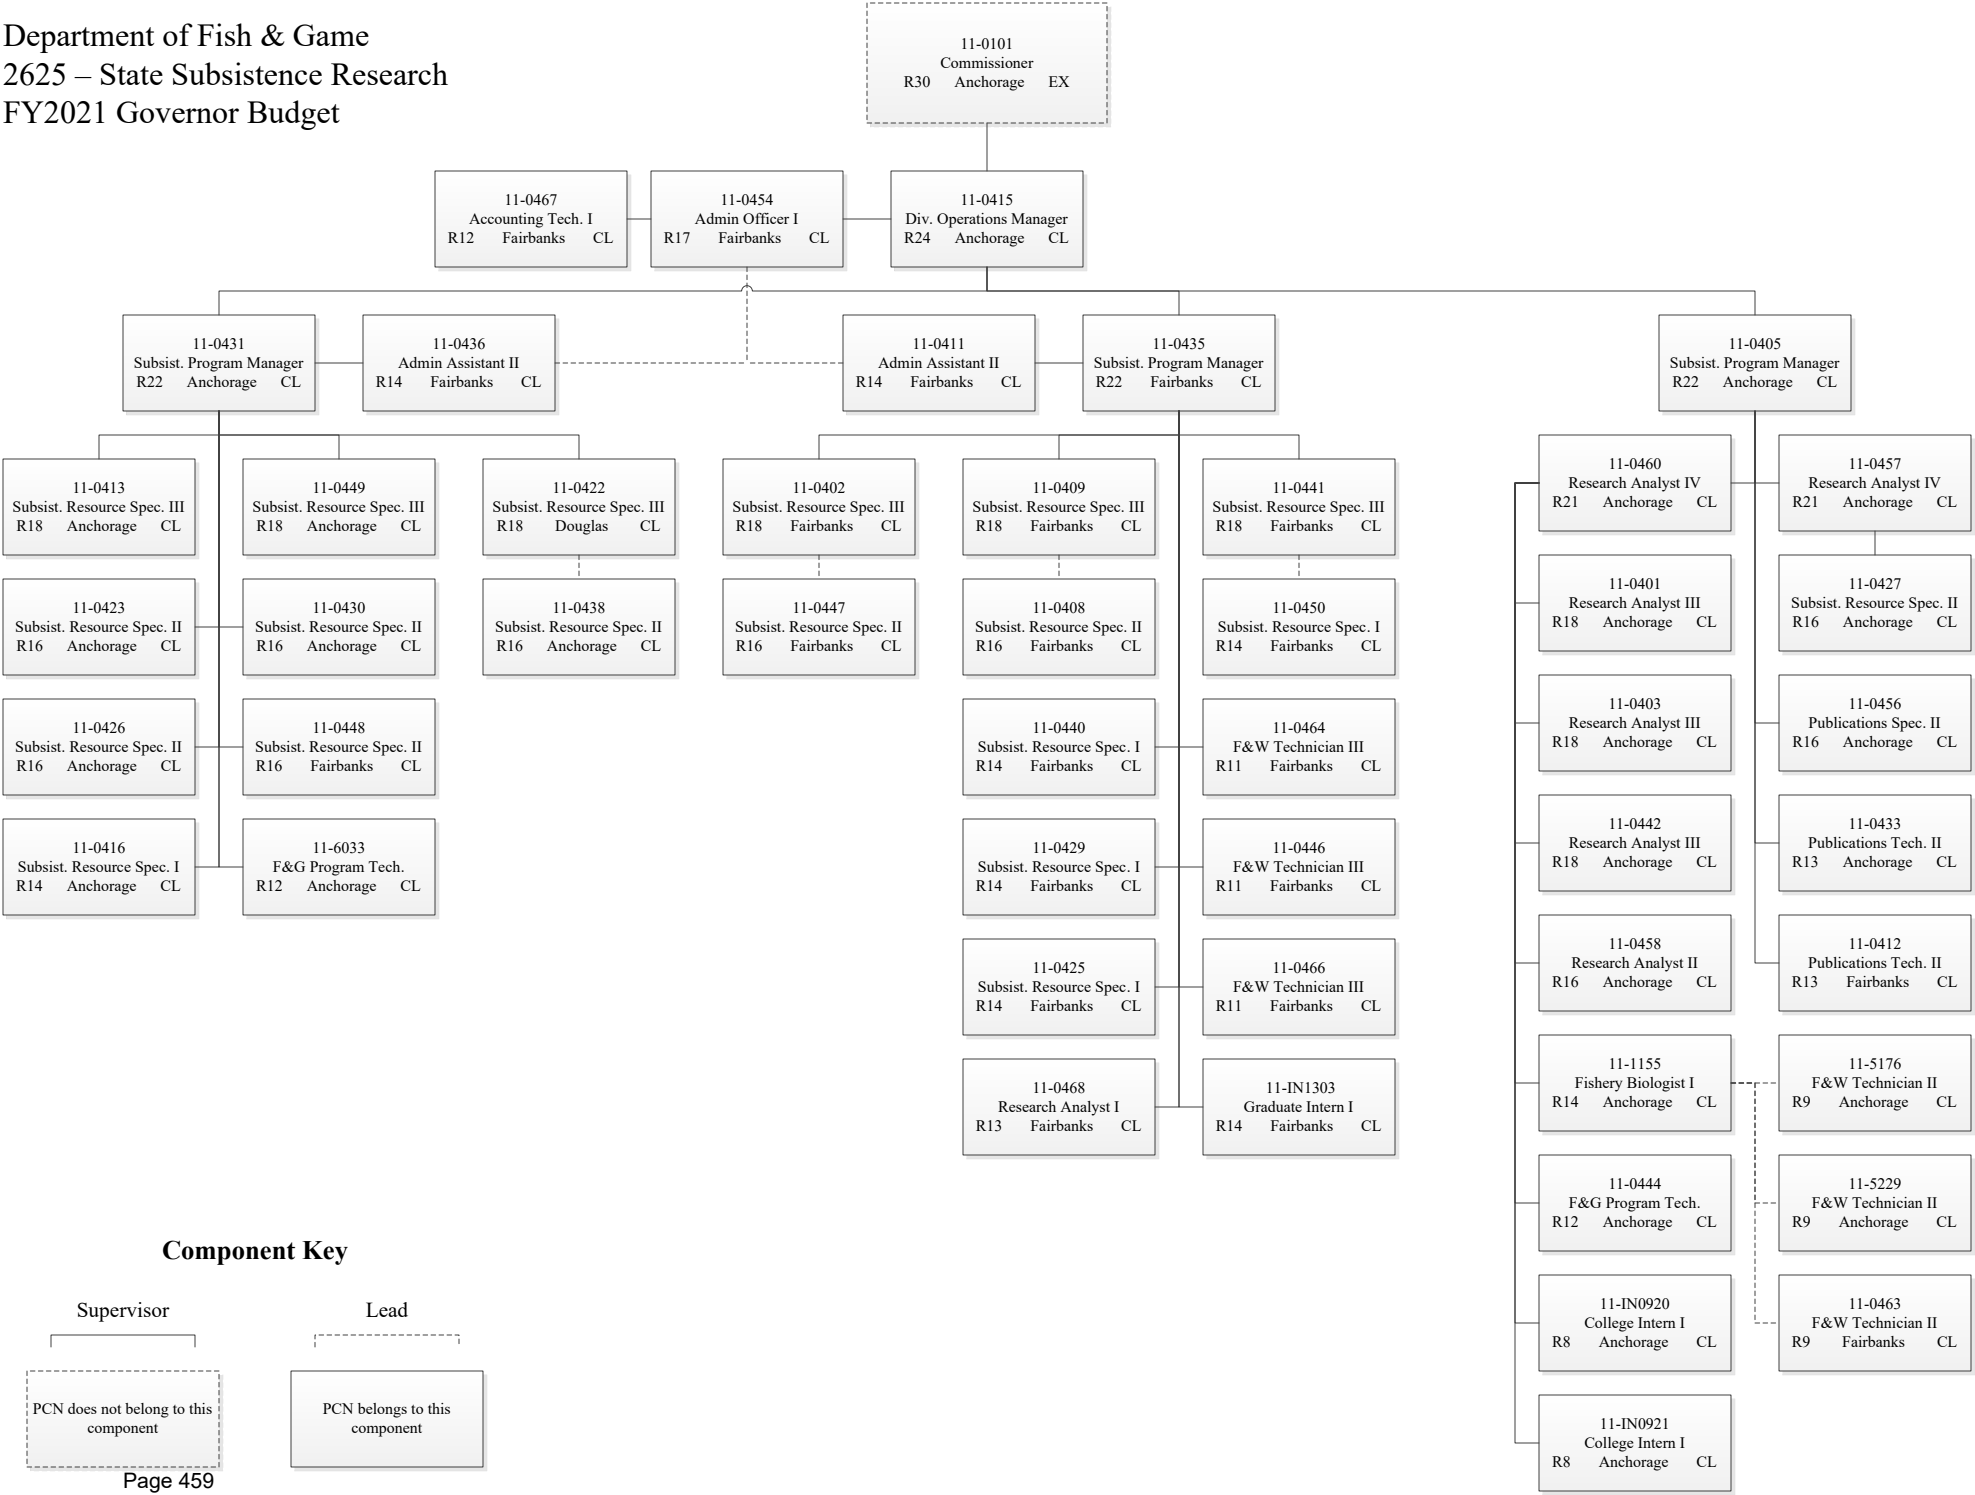 Department of Fish & Game
2625 – State Subsistence Research
FY2021 Governor Budget
11-0101
Commissioner
R30 Anchorage EX
11-0467
Accounting Tech. I
R12 Fairbanks CL
11-0454
Admin Officer I
R17 Fairbanks CL
11-0415
Div. Operations Manager
R24 Anchorage CL
11-0431
Subsist. Program Manager
R22 Anchorage CL
11-0436
Admin Assistant II
R14 Fairbanks CL
11-0411
Admin Assistant II
R14 Fairbanks CL
11-0435
Subsist. Program Manager
R22 Fairbanks CL
11-0405
Subsist. Program Manager
R22 Anchorage CL
11-0413
Subsist. Resource Spec. III
R18 Anchorage CL
11-0449
Subsist. Resource Spec. III
R18 Anchorage CL
11-0422
Subsist. Resource Spec. III
R18 Douglas CL
11-0402
Subsist. Resource Spec. III
R18 Fairbanks CL
11-0409
Subsist. Resource Spec. III
R18 Fairbanks CL
11-0441
Subsist. Resource Spec. III
R18 Fairbanks CL
11-0460
Research Analyst IV
R21 Anchorage CL
11-0457
Research Analyst IV
R21 Anchorage CL
11-0423
Subsist. Resource Spec. II
R16 Anchorage CL
11-0430
Subsist. Resource Spec. II
R16 Anchorage CL
11-0438
Subsist. Resource Spec. II
R16 Anchorage CL
11-0447
Subsist. Resource Spec. II
R16 Fairbanks CL
11-0408
Subsist. Resource Spec. II
R16 Fairbanks CL
11-0450
Subsist. Resource Spec. I
R14 Fairbanks CL
11-0401
Research Analyst III
R18 Anchorage CL
11-0427
Subsist. Resource Spec. II
R16 Anchorage CL
11-0426
Subsist. Resource Spec. II
R16 Anchorage CL
11-0448
Subsist. Resource Spec. II
R16 Fairbanks CL
11-0440
Subsist. Resource Spec. I
R14 Fairbanks CL
11-0464
F&W Technician III
R11 Fairbanks CL
11-0403
Research Analyst III
R18 Anchorage CL
11-0456
Publications Spec. II
R16 Anchorage CL
11-0416
Subsist. Resource Spec. I
R14 Anchorage CL
11-6033
F&G Program Tech.
R12 Anchorage CL
11-0429
Subsist. Resource Spec. I
R14 Fairbanks CL
11-0446
F&W Technician III
R11 Fairbanks CL
11-0442
Research Analyst III
R18 Anchorage CL
11-0433
Publications Tech. II
R13 Anchorage CL
11-0425
Subsist. Resource Spec. I
R14 Fairbanks CL
11-0466
F&W Technician III
R11 Fairbanks CL
11-0458
Research Analyst II
R16 Anchorage CL
11-0412
Publications Tech. II
R13 Fairbanks CL
11-0468
Research Analyst I
R13 Fairbanks CL
11-IN1303
Graduate Intern I
R14 Fairbanks CL
11-1155
Fishery Biologist I
R14 Anchorage CL
11-5176
F&W Technician II
R9 Anchorage CL
11-0444
F&G Program Tech.
R12 Anchorage CL
11-5229
F&W Technician II
R9 Anchorage CL
11-IN0920
College Intern I
R8 Anchorage CL
11-0463
F&W Technician II
R9 Fairbanks CL
11-IN0921
College Intern I
R8 Anchorage CL
Component Key
Supervisor
Lead
PCN does not belong to this
component
PCN belongs to this
component
Page 459